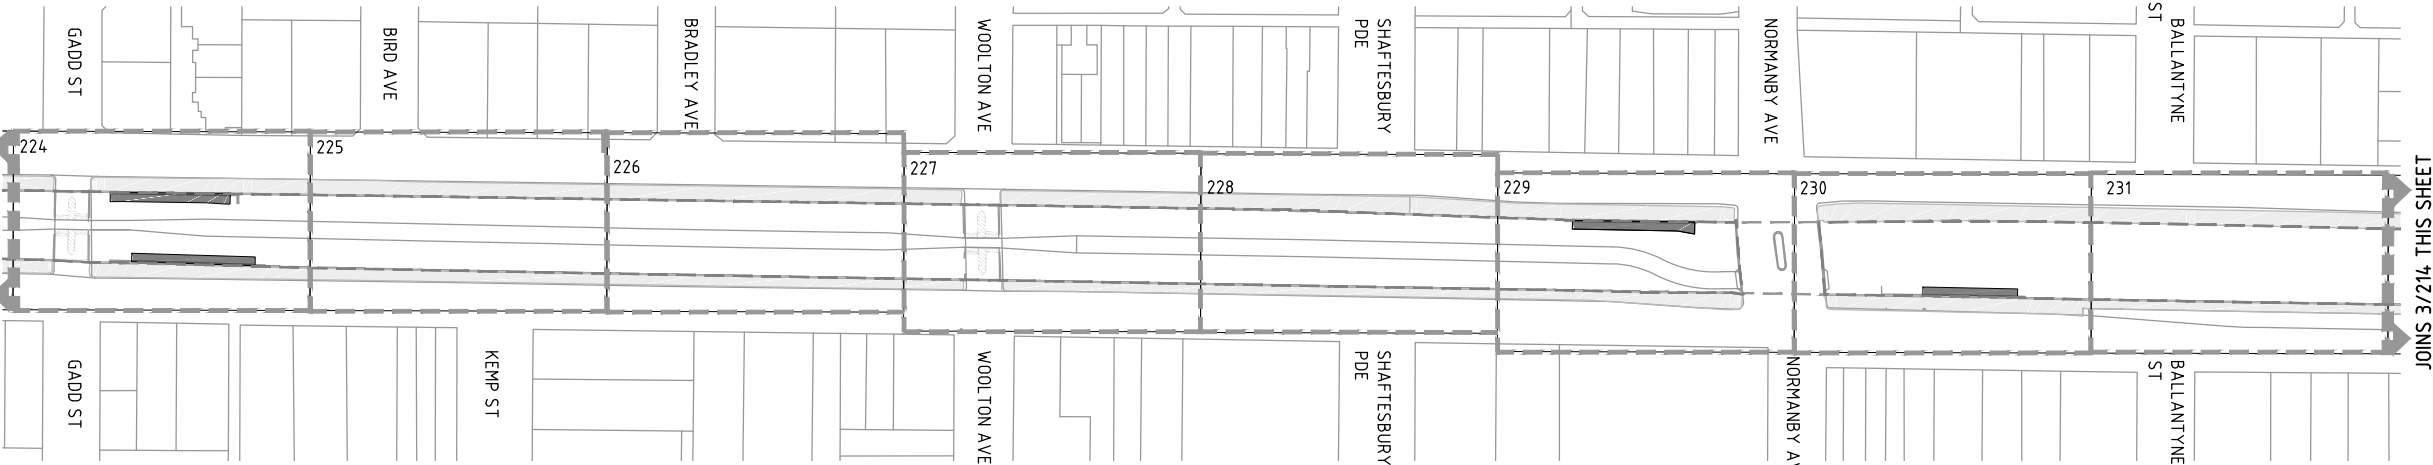 GADD ST
BIRD AVE
BRADLEY AVE
WOOLTON AVE
SHAFTESBURY
PDE
NORMANBY AVE
BALLANTYNE
ST
224
225
226
227
228
229
230
231
JOINS 3/214 THIS SHEET
GADD ST
KEMP ST
WOOLTON AVE
SHAFTESBURY
PDE
NORMANBY AV
BALLANTYNE
ST